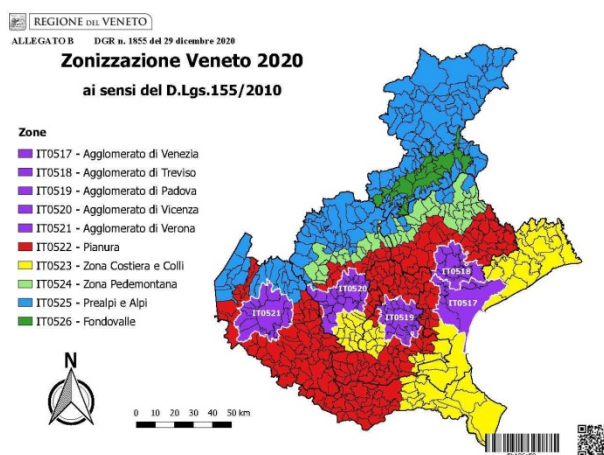 REGIONE DEL VENETO
ALLEGATO B DGR n. 1855 del 29 dicembre 2020
Zonizzazione Veneto 2020
ai sensi del D.Lgs.155/2010
Zone
IT0517 - Agglomerato di Venezia
IT0518 - Agglomerato di Treviso
IT0519 - Agglomerato di Padova
IT0520 - Agglomerato di Vicenza
IT0521 - Agglomerato di Verona
IT0522 - Pianura
IT0523 - Zona Costiera e Colli
IT0524 - Zona Pedemontana
IT0525 - Prealpi e Alpi
IT0526 - Fondovalle
IT0518
IT0520
IT0517
IT0521
IT0519
N
0 10 20 30 40 50 km